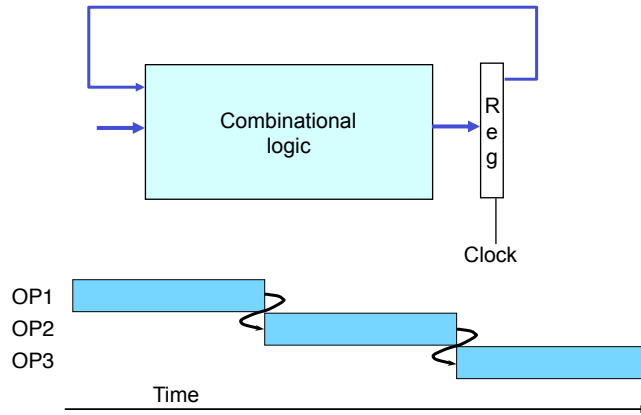 Combinational
logic
R
e
g
Clock
OP1
OP2
OP3
Time